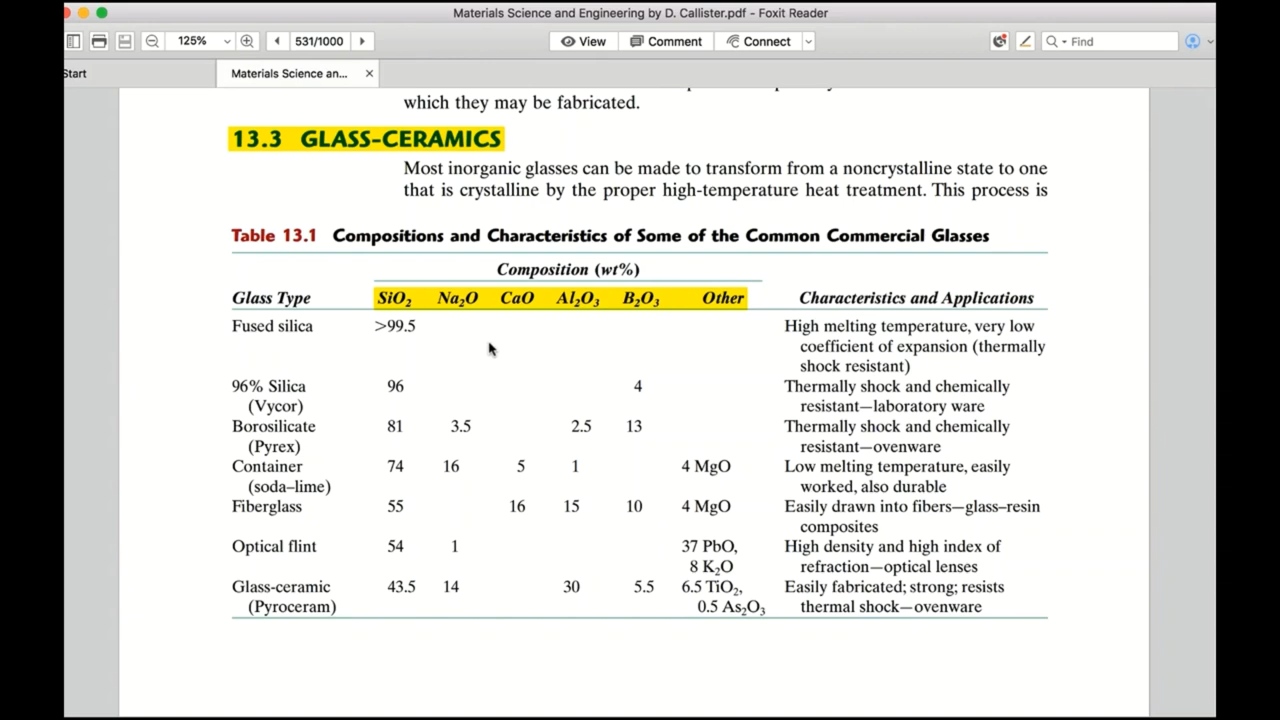 Materials Science and Engineering by D. Callister.pdf - Foxit Reader
125% 531/1000 View Comment Connect Find
Start Materials Science an... ×
which they may be fabricated.
13.3 GLASS-CERAMICS
Most inorganic glasses can be made to transform from a noncrystalline state to one
that is crystalline by the proper high-temperature heat treatment. This process is
Table 13.1 Compositions and Characteristics of Some of the Common Commercial Glasses
Composition (wt%)
Glass Type SiO₂ Na₂O CaO Al₂O₃ B₂O₃ Other Characteristics and Applications
Fused silica >99.5 High melting temperature, very low
coefficient of expansion (thermally
shock resistant)
96% Silica 96 4 Thermally shock and chemically
(Vycor) resistant—laboratory ware
Borosilicate 81 3.5 2.5 13 Thermally shock and chemically
(Pyrex) resistant—ovenware
Container 74 16 5 1 4 MgO Low melting temperature, easily
(soda–lime) worked, also durable
Fiberglass 55 16 15 10 4 MgO Easily drawn into fibers—glass–resin
composites
Optical flint 54 1 37 PbO, High density and high index of
8 K₂O refraction—optical lenses
Glass-ceramic 43.5 14 30 5.5 6.5 TiO₂, Easily fabricated; strong; resists
(Pyroceram) 0.5 As₂O₃ thermal shock—ovenware